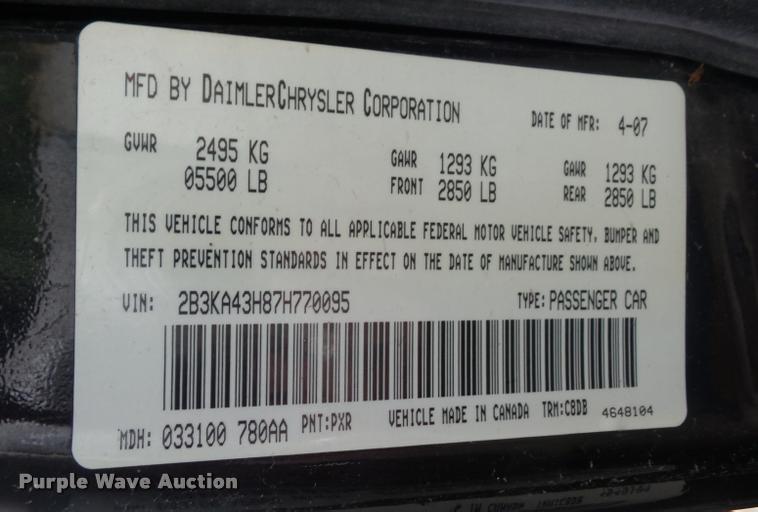 MFD BY DAIMLERCHRYSLER CORPORATION
DATE OF MFR: 4-07
GVWR 2495 KG
05500 LB
GAWR 1293 KG
FRONT 2850 LB
GAWR 1293 KG
REAR 2850 LB
THIS VEHICLE CONFORMS TO ALL APPLICABLE FEDERAL MOTOR VEHICLE SAFETY, BUMPER AND
THEFT PREVENTION STANDARDS IN EFFECT ON THE DATE OF MANUFACTURE SHOWN ABOVE.
VIN: 2B3KA43H87H770095 TYPE: PASSENGER CAR
MDH: 033100 780AA PNT:PXR VEHICLE MADE IN CANADA TRM:C8DB 4648104
Purple Wave Auction